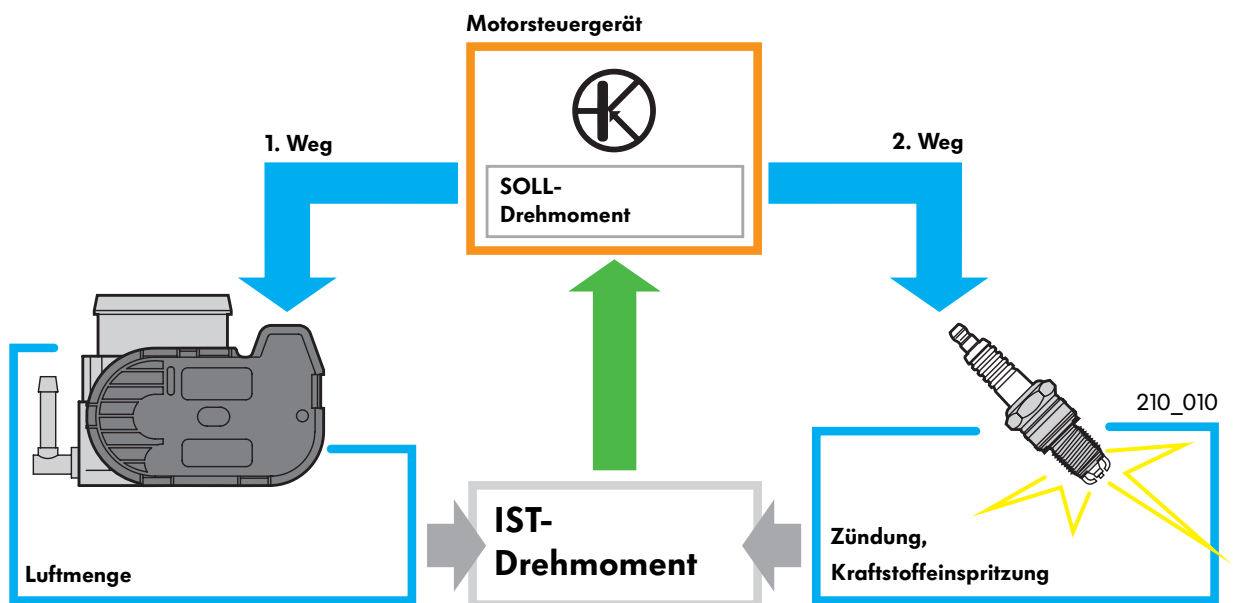 Motorsteuergerät
1. Weg
2. Weg
SOLL-
Drehmoment
210_010
IST-
Drehmoment
Luftmenge
Zündung,
Kraftstoffeinspritzung